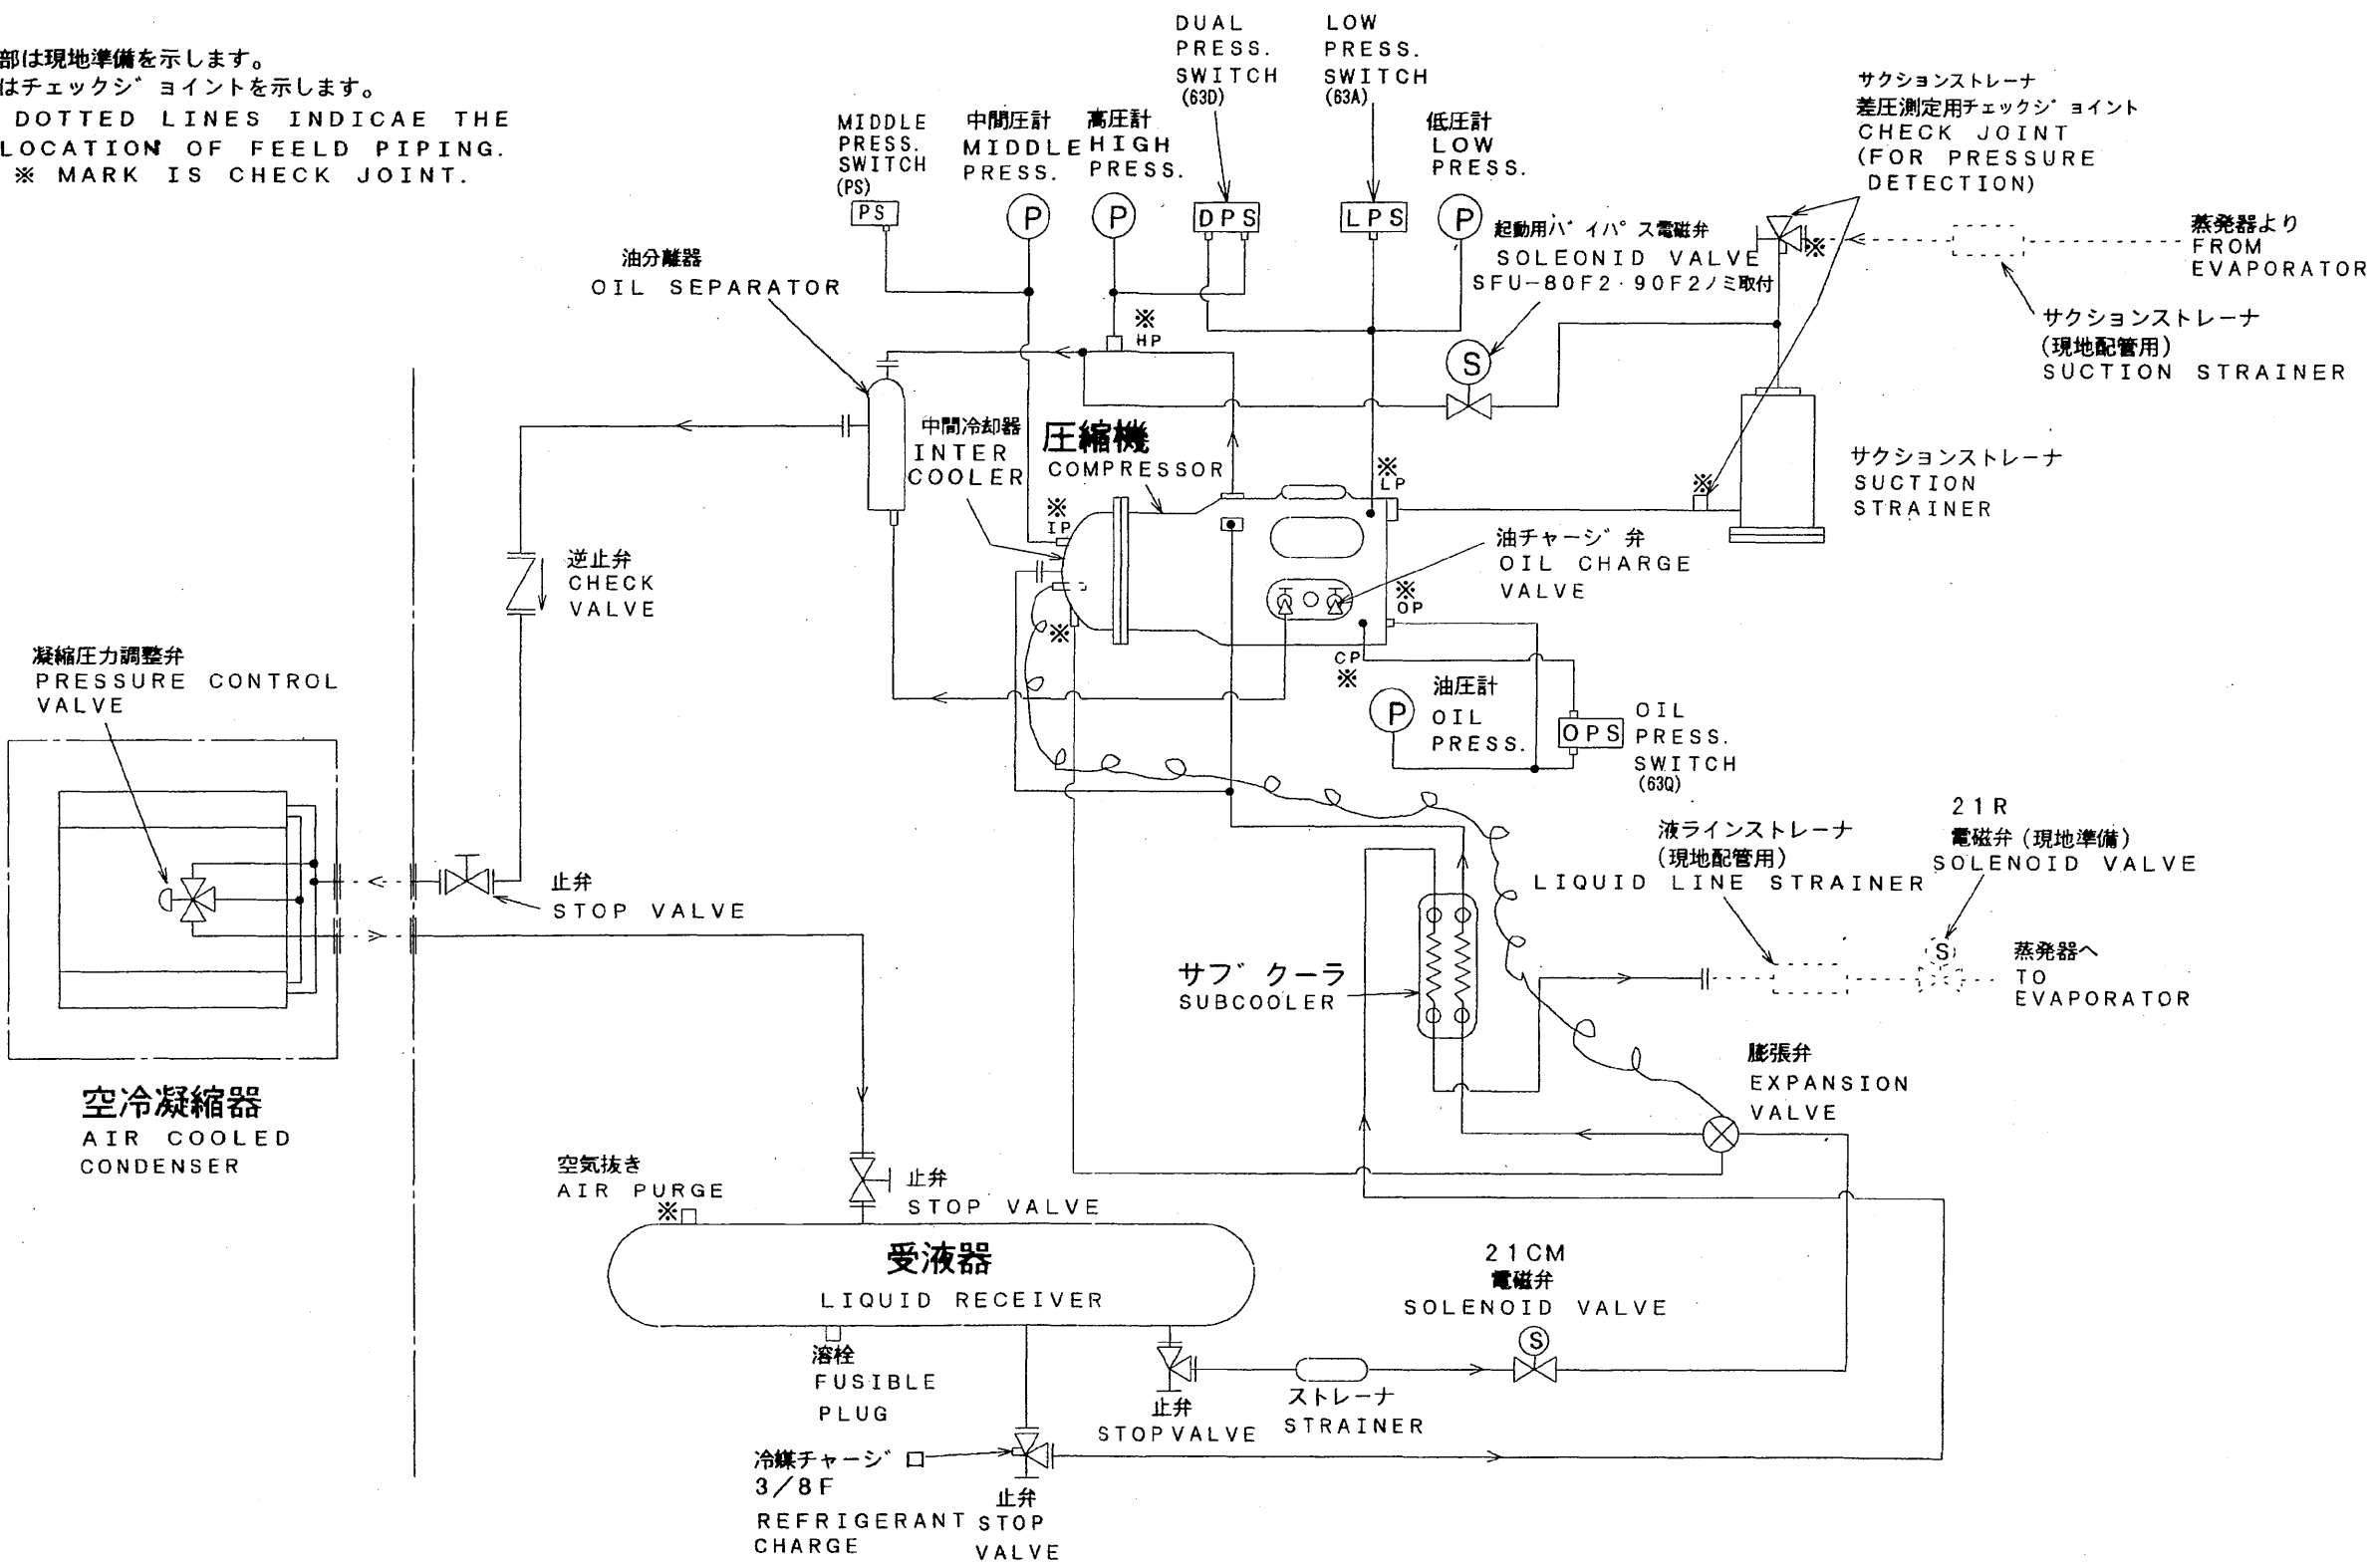 部は現地準備を示します。
はチェックジョイントを示します。
DOTTED LINES INDICAE THE
LOCATION OF FEELD PIPING.
※ MARK IS CHECK JOINT.
MIDDLE
PRESS.
SWITCH
(PS)
PS
中間圧計
MIDDLE
PRESS.
P
高圧計
HIGH
PRESS.
P
DUAL
PRESS.
SWITCH
(63D)
DPS
LOW
PRESS.
SWITCH
(63A)
LPS
低圧計
LOW
PRESS.
P
サクションストレーナ
差圧測定用チェックジョイント
CHECK JOINT
(FOR PRESSURE
DETECTION)
※
蒸発器より
FROM
EVAPORATOR
起動用バイパス電磁弁
SOLEONID VALVE
SFU-80F2・90F2ノミ取付
S
サクションストレーナ
(現地配管用)
SUCTION STRAINER
油分離器
OIL SEPARATOR
※
HP
中間冷却器
INTER
COOLER
圧縮機
COMPRESSOR
※
LP
※
サクションストレーナ
SUCTION
STRAINER
※
IP
油チャージ弁
OIL CHARGE
VALVE
※
OP
※
CP
※
逆止弁
CHECK
VALVE
油圧計
OIL
PRESS.
P
OPS
OIL
PRESS.
SWITCH
(63Q)
凝縮圧力調整弁
PRESSURE CONTROL
VALVE
止弁
STOP VALVE
液ラインストレーナ
(現地配管用)
LIQUID LINE STRAINER
21R
電磁弁(現地準備)
SOLENOID VALVE
S
蒸発器へ
TO
EVAPORATOR
サブクーラ
SUBCOOLER
膨張弁
EXPANSION
VALVE
空冷凝縮器
AIR COOLED
CONDENSER
空気抜き
AIR PURGE
※
止弁
STOP VALVE
受液器
LIQUID RECEIVER
21CM
電磁弁
SOLENOID VALVE
S
溶栓
FUSIBLE
PLUG
止弁
STOPVALVE
ストレーナ
STRAINER
冷媒チャージ
3/8F
REFRIGERANT
CHARGE
止弁
STOP
VALVE